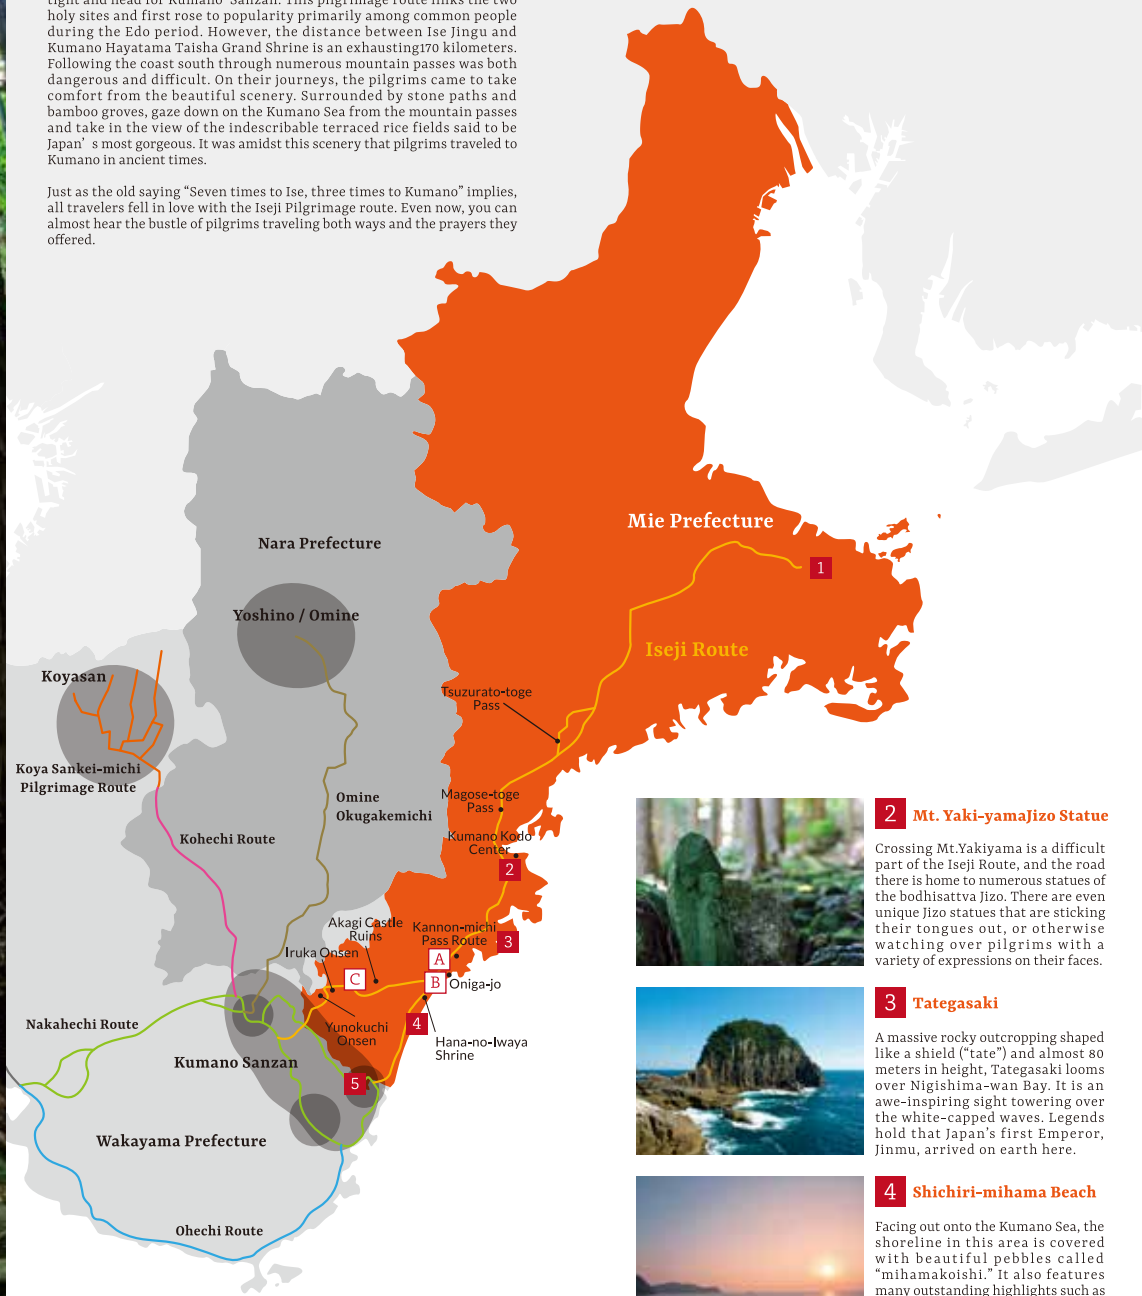 tight and head for Kumano Sanzan. This pilgrimage route links the two
holy sites and first rose to popularity primarily among common people
during the Edo period. However, the distance between Ise Jingu and
Kumano Hayatama Taisha Grand Shrine is an exhausting170 kilometers.
Following the coast south through numerous mountain passes was both
dangerous and difficult. On their journeys, the pilgrims came to take
comfort from the beautiful scenery. Surrounded by stone paths and
bamboo groves, gaze down on the Kumano Sea from the mountain passes
and take in the view of the indescribable terraced rice fields said to be
Japan' s most gorgeous. It was amidst this scenery that pilgrims traveled to
Kumano in ancient times.
Just as the old saying “Seven times to Ise, three times to Kumano” implies,
all travelers fell in love with the Iseji Pilgrimage route. Even now, you can
almost hear the bustle of pilgrims traveling both ways and the prayers they
offered.
Mie Prefecture
1
Nara Prefecture
Yoshino / Omine
Iseji Route
Koyasan
Tsuzurato-toge
Pass
Koya Sankei-michi
Pilgrimage Route
Omine
Okugakemichi
Magose-toge
Pass
Kohechi Route
Kumano Kodo
Center
2
Akagi Castle
Ruins
Kannon-michi
Pass Route
3
Iruka Onsen
A
C
B
Oniga-jo
Nakahechi Route
Yunokuchi
Onsen
4
Hana-no-Iwaya
Shrine
Kumano Sanzan
5
Wakayama Prefecture
Ohechi Route
2 Mt. Yaki-yamaJizo Statue
Crossing Mt.Yakiyama is a difficult
part of the Iseji Route, and the road
there is home to numerous statues of
the bodhisattva Jizo. There are even
unique Jizo statues that are sticking
their tongues out, or otherwise
watching over pilgrims with a
variety of expressions on their faces.
3 Tategasaki
A massive rocky outcropping shaped
like a shield (“tate”) and almost 80
meters in height, Tategasaki looms
over Nigishima-wan Bay. It is an
awe-inspiring sight towering over
the white-capped waves. Legends
hold that Japan’s first Emperor,
Jinmu, arrived on earth here.
4 Shichiri-mihama Beach
Facing out onto the Kumano Sea, the
shoreline in this area is covered
with beautiful pebbles called
“mihamakoishi.” It also features
many outstanding highlights such as